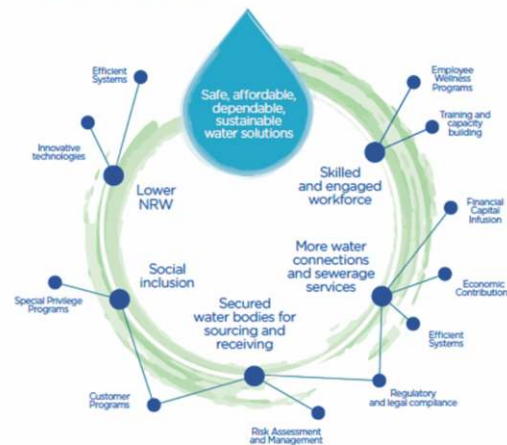 Safe, affordable,
dependable,
sustainable
water solutions
Employee
Wellness
Programs
Training and
capacity
building
Skilled
and engaged
workforce
Financial
Capital
Infusion
More water
connections
and sewerage
services
Economic
Contribution
Efficient
Systems
Regulatory
and legal compliance
Secured
water bodies for
sourcing and
receiving
Risk Assessment
and Management
Customer
Programs
Social
inclusion
Special Privilege
Programs
Lower
NRW
Innovative
technologies
Efficient
Systems